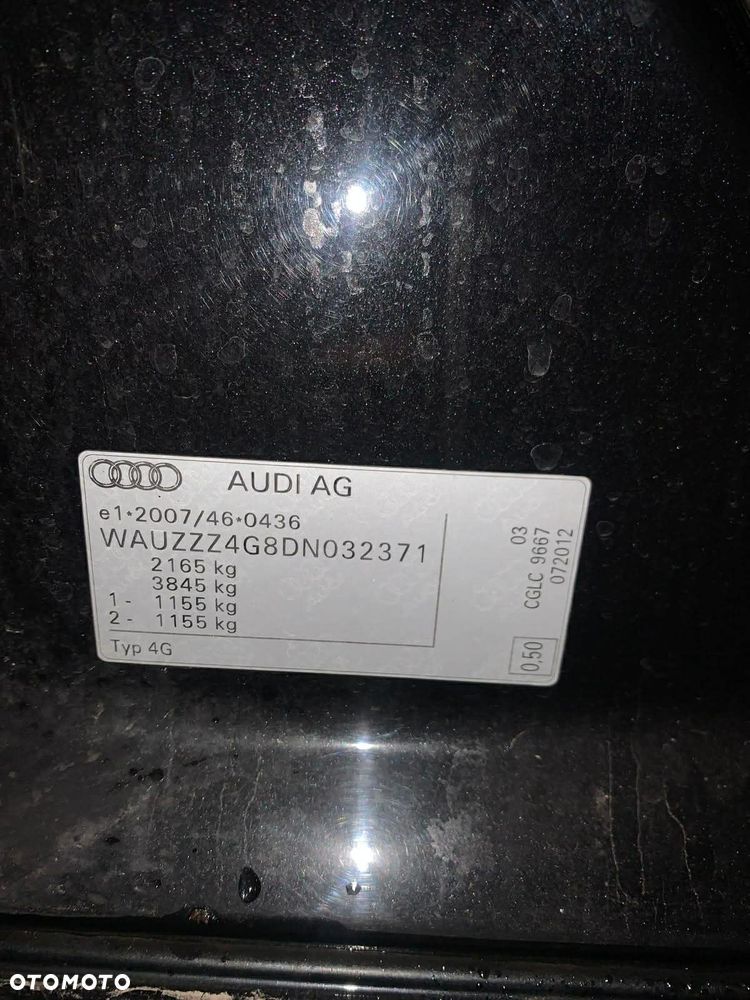 AUDI AG
e1*2007/46*0436
WAUZZZ4G8DN032371
2165 kg
3845 kg
1 - 1155 kg
2 - 1155 kg
Typ 4G
03
CGLC 9667
072012
0,50
OTOMOTO